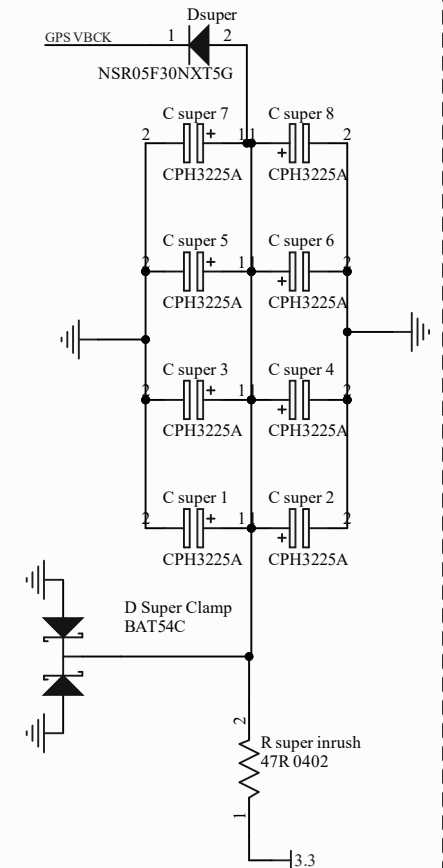 Dsuper
GPS VBCK 1 2
NSR05F30NXT5G
C super 7 C super 8
2 + 1 1 + 2
CPH3225A CPH3225A
C super 5 C super 6
2 + 1 1 + 2
CPH3225A CPH3225A
C super 3 C super 4
2 + 1 1 + 2
CPH3225A CPH3225A
C super 1 C super 2
2 + 1 1 + 2
CPH3225A CPH3225A
D Super Clamp
BAT54C
2
R super inrush
47R 0402
1
3.3